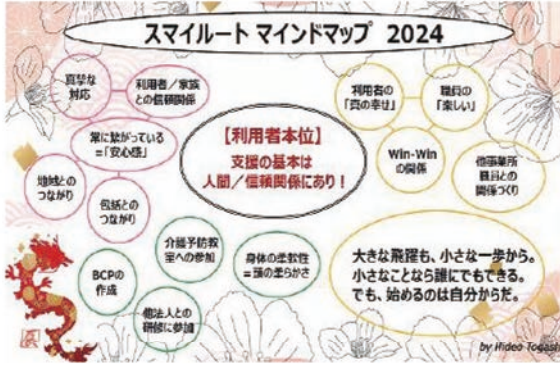 スマイルート マインドマップ 2024
真摯な
対応
利用者／家族
との信頼関係
常に繋がっている
＝「安心感」
地域との
つながり
包括との
つながり
【利用者本位】
支援の基本は
人間／信頼関係にあり！
利用者の
「真の幸せ」
職員の
「楽しい」
Win-Win
の関係
他事業所
職員との
関係づくり
介護予防教
室への参加
身体の柔軟性
＝頭の柔らかさ
BCPの
作成
他法人との
研修に参加
大きな飛躍も、小さな一歩から。
小さなことなら誰にでもできる。
でも、始めるのは自分からだ。
by Hideo Togashi